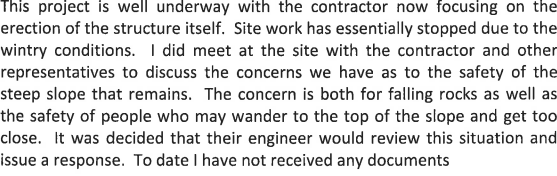 This project is well underway with the contractor now focusing on the
erection of the structure itself.  Site work has essentially stopped due to the
wintry conditions.  I did meet at the site with the contractor and other
representatives to discuss the concerns we have as to the safety of the
steep slope that remains.  The concern is both for falling rocks as well as
the safety of people who may wander to the top of the slope and get too
close.  It was decided that their engineer would review this situation and
issue a response.  To date I have not received any documents